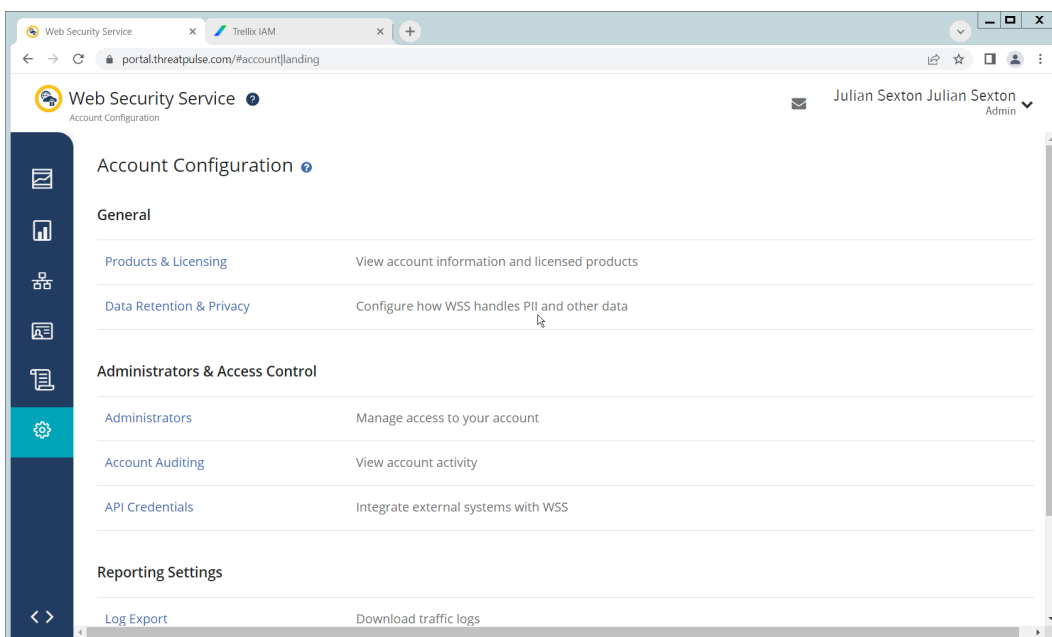 Web Security Service
Trellix IAM
portal.threatpulse.com/#account|landing
Web Security Service
Account Configuration
Julian Sexton Julian Sexton
Admin
Account Configuration
General
Products & Licensing View account information and licensed products
Data Retention & Privacy Configure how WSS handles PII and other data
Administrators & Access Control
Administrators Manage access to your account
Account Auditing View account activity
API Credentials Integrate external systems with WSS
Reporting Settings
Log Export Download traffic logs